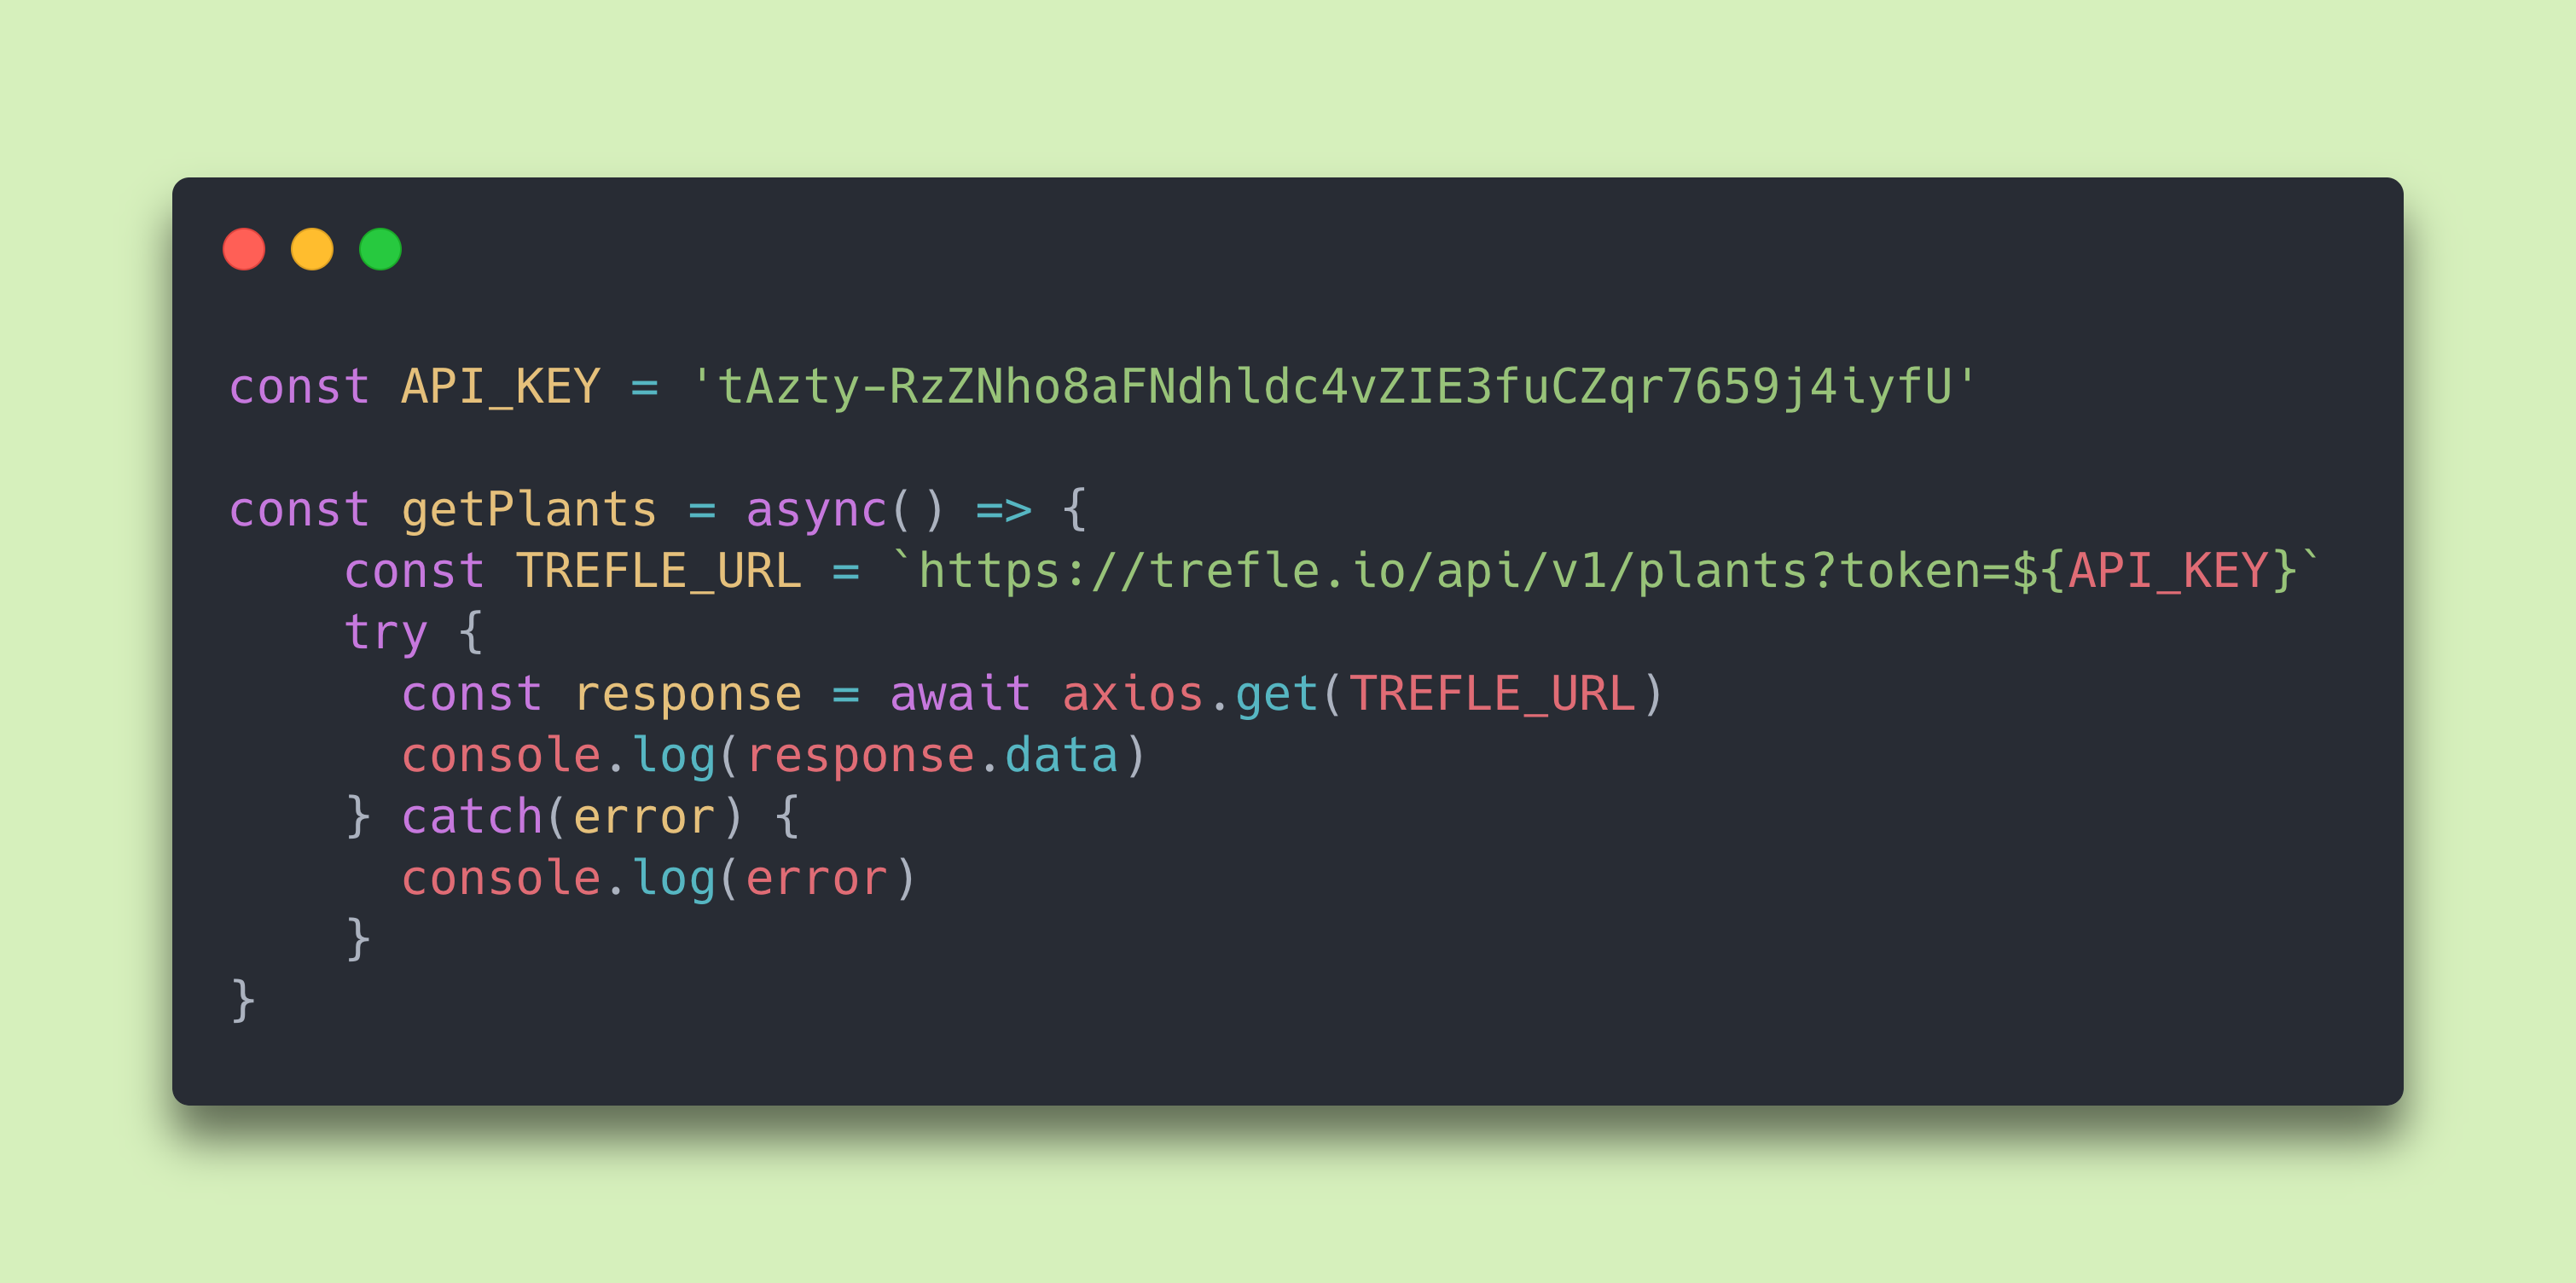 const API_KEY = 'tAzty-RzZNho8aFNdhldc4vZIE3fuCZqr7659j4iyfU'
const getPlants = async() => {
    const TREFLE_URL = `https://trefle.io/api/v1/plants?token=${API_KEY}`
    try {
      const response = await axios.get(TREFLE_URL)
      console.log(response.data)
    } catch(error) {
      console.log(error)
    }
}